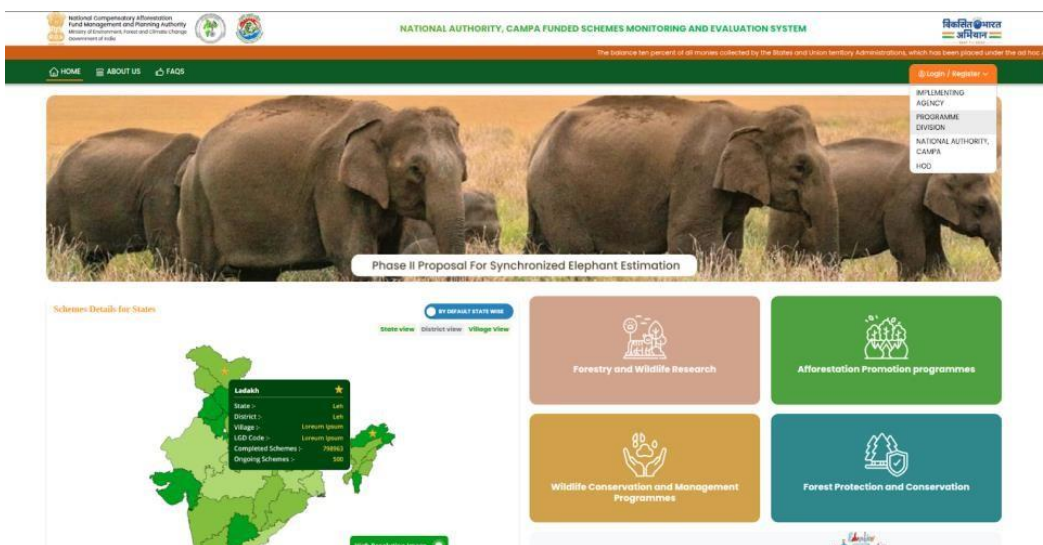 National Compensatory Afforestation
Fund Management and Planning Authority
Ministry of Environment, Forest and Climate Change
Government of India
NATIONAL AUTHORITY, CAMPA FUNDED SCHEMES MONITORING AND EVALUATION SYSTEM
विकसित भारत
अभियान
The balance ten percent of all monies collected by the States and Union territory Administrations, which has been placed under the ad hoc
HOME
ABOUT US
FAQS
Login / Register
IMPLEMENTING
AGENCY
PROGRAMME
DIVISION
NATIONAL AUTHORITY,
CAMPA
HOD
Phase II Proposal For Synchronized Elephant Estimation
Schemes Details for States
BY DEFAULT STATE WISE
State view District view Village View
Ladakh
State :- Leh
District :- Leh
Village :- Loreum Ipsum
LGD Code :- Loreum Ipsum
Completed Schemes :- 798963
Ongoing Schemes :- 500
Forestry and Wildlife Research
Afforestation Promotion programmes
Wildlife Conservation and Management
Programmes
Forest Protection and Conservation